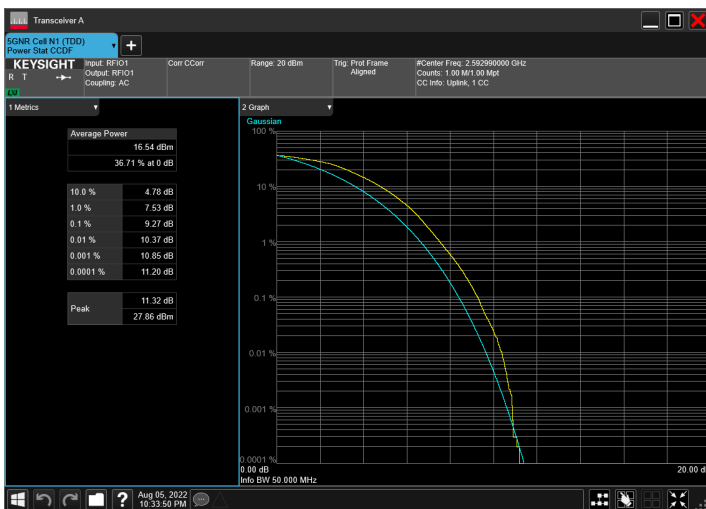 Transceiver A
5GNR Cell N1 (TDD)
Power Stat CCDF
KEYSIGHT
R T
LXI
Input: RFIO1
Output: RFIO1
Coupling: AC
Corr CCorr
Range: 20 dBm
Trig: Prot Frame
Aligned
#Center Freq: 2.592990000 GHz
Counts: 1.00 M/1.00 Mpt
CC Info: Uplink, 1 CC
1 Metrics
Average Power
16.54 dBm
36.71 % at 0 dB
10.0 % 4.78 dB
1.0 % 7.53 dB
0.1 % 9.27 dB
0.01 % 10.37 dB
0.001 % 10.85 dB
0.0001 % 11.20 dB
Peak
11.32 dB
27.86 dBm
2 Graph
Gaussian
100 %
10 %
1 %
0.1 %
0.01 %
0.001 %
0.0001 %
0.00 dB
20.00 d
Info BW 50.000 MHz
Aug 05, 2022
10:33:50 PM